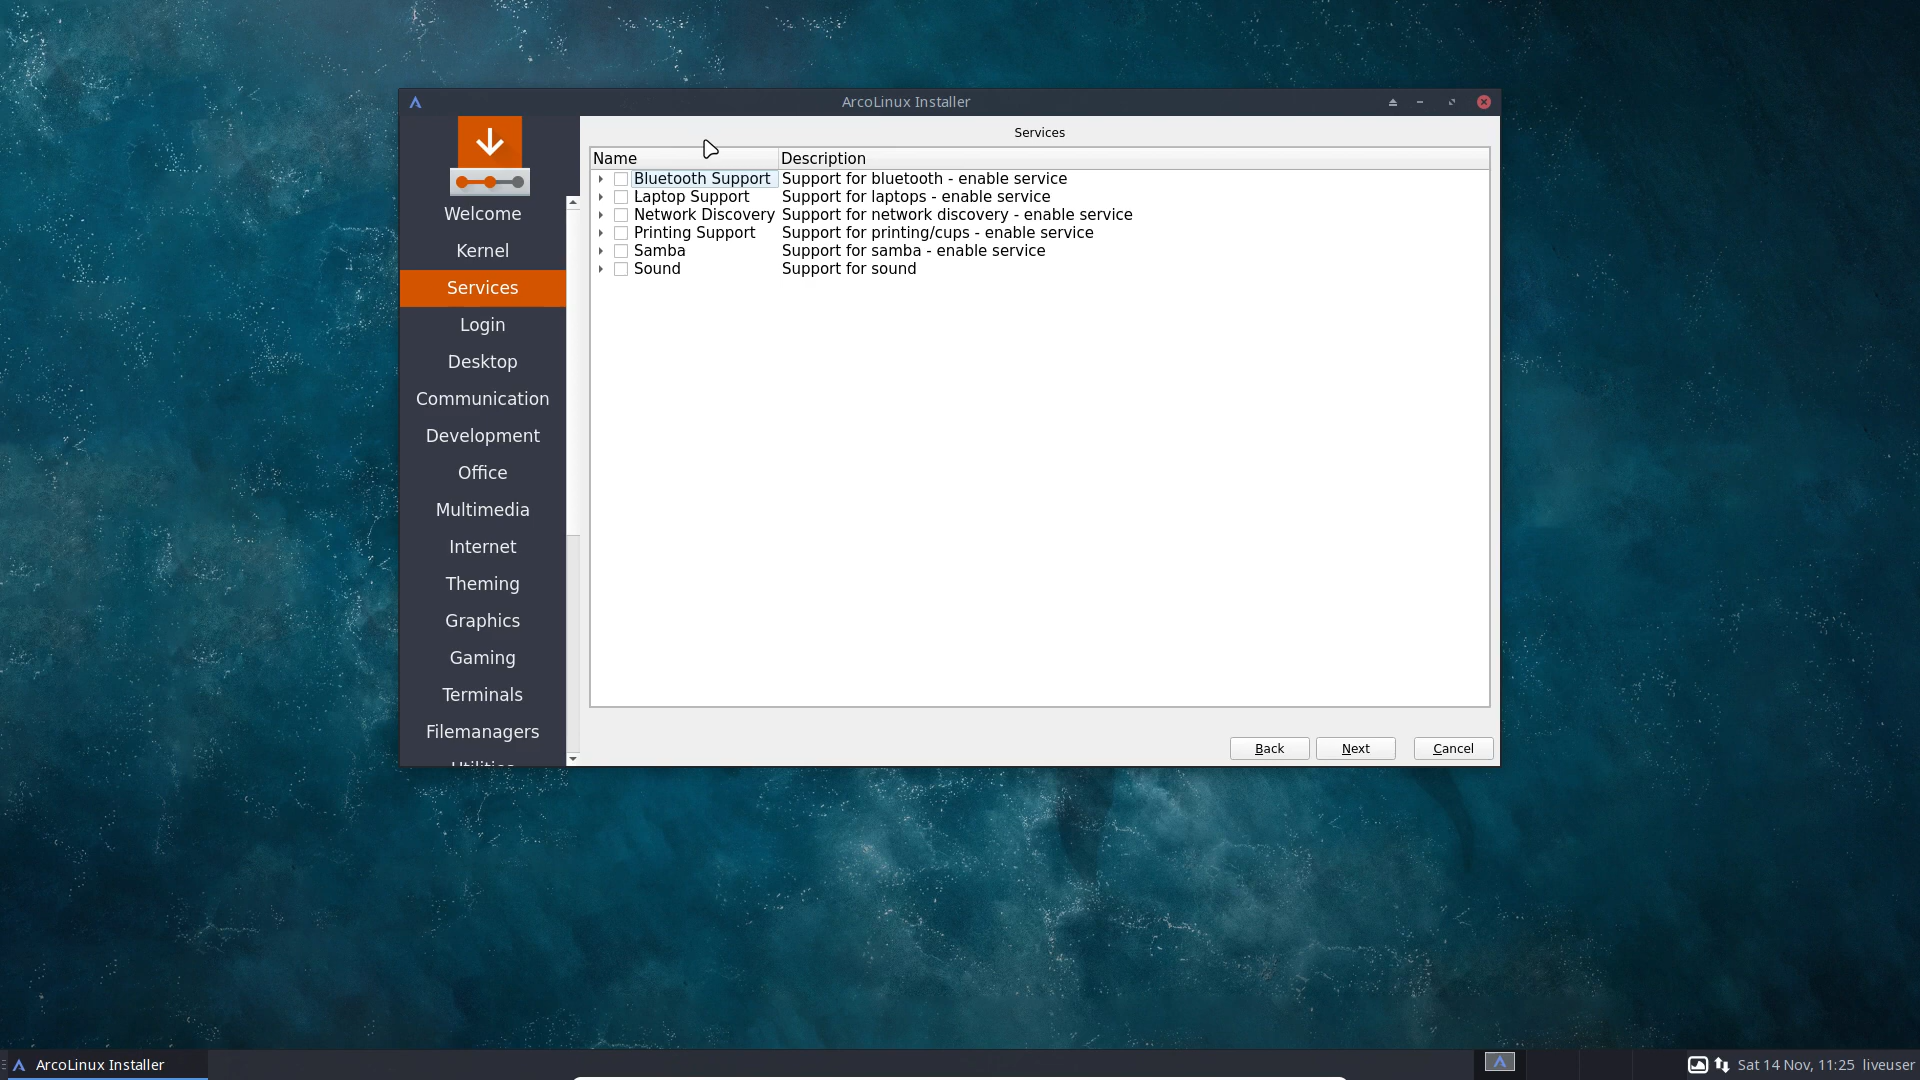 ArcoLinux Installer
Services
Name Description
Bluetooth Support Support for bluetooth - enable service
Laptop Support Support for laptops - enable service
Network Discovery Support for network discovery - enable service
Printing Support Support for printing/cups - enable service
Samba Support for samba - enable service
Sound Support for sound
Welcome
Kernel
Services
Login
Desktop
Communication
Development
Office
Multimedia
Internet
Theming
Graphics
Gaming
Terminals
Filemanagers
Back Next Cancel
ArcoLinux Installer
Sat 14 Nov, 11:25 liveuser